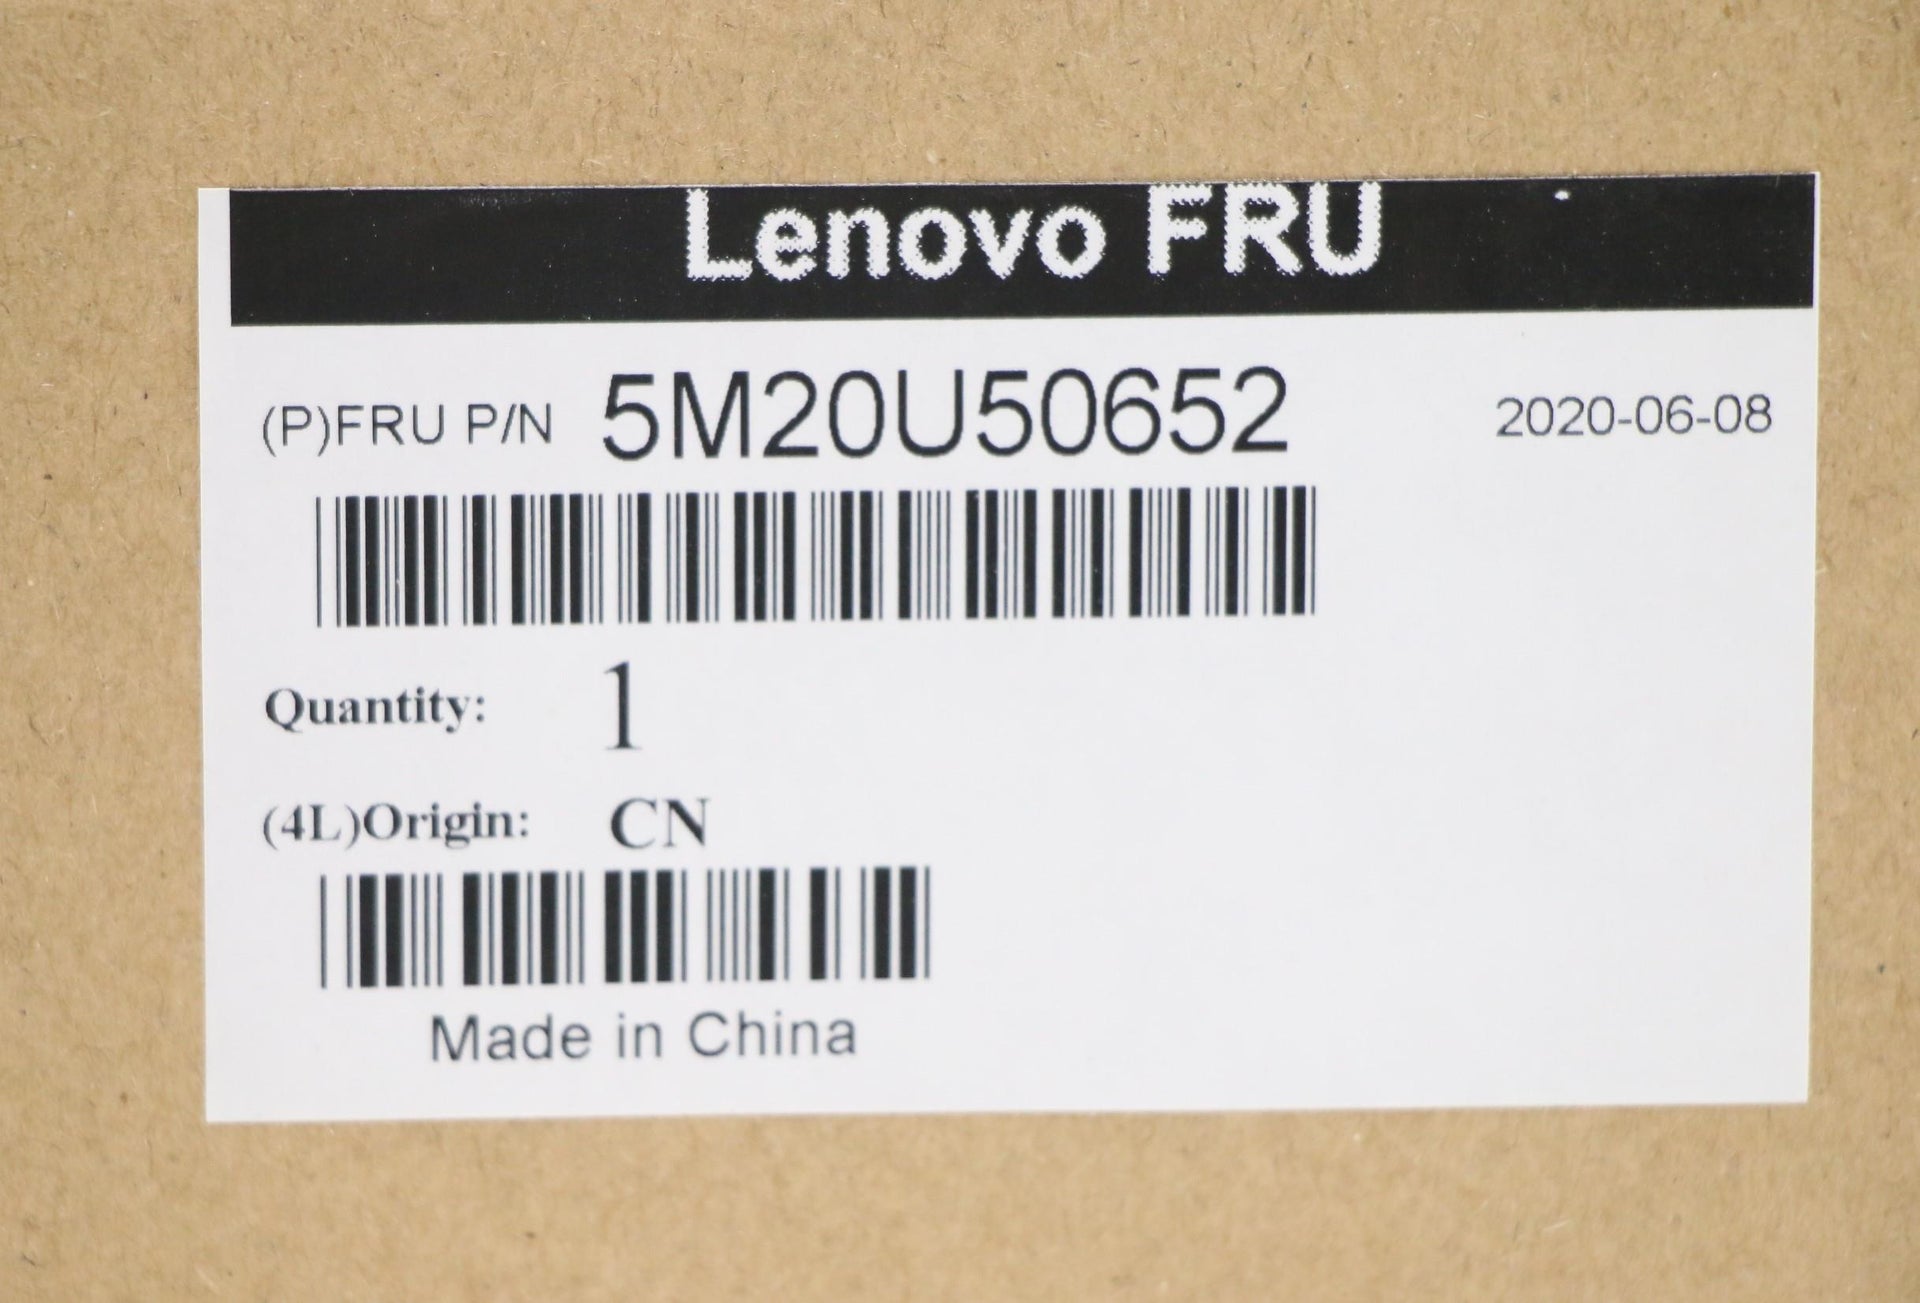 Lenovo FRU
(P)FRU P/N 5M20U50652 2020-06-08
Quantity: 1
(4L)Origin: CN
Made in China